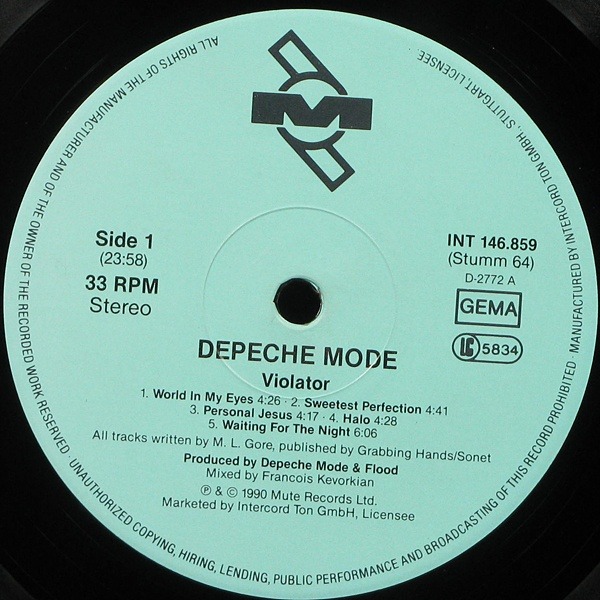 M
Side 1
(23:58)
33 RPM
Stereo
INT 146.859
(Stumm 64)
D-2772 A
GEMA
LC 5834
DEPECHE MODE
Violator
1. World In My Eyes 4:26 · 2. Sweetest Perfection 4:41
3. Personal Jesus 4:17 · 4. Halo 4:28
5. Waiting For The Night 6:06
All tracks written by M. L. Gore, published by Grabbing Hands/Sonet
Produced by Depeche Mode & Flood
Mixed by Francois Kevorkian
℗ & © 1990 Mute Records Ltd.
Marketed by Intercord Ton GmbH, Licensee
ALL RIGHTS OF THE MANUFACTURER AND OF THE OWNER OF THE RECORDED WORK RESERVED · UNAUTHORIZED COPYING, HIRING, LENDING, PUBLIC PERFORMANCE AND BROADCASTING OF THIS RECORD PROHIBITED · MANUFACTURED BY INTERCORD TON GMBH, STUTTGART, LICENSEE